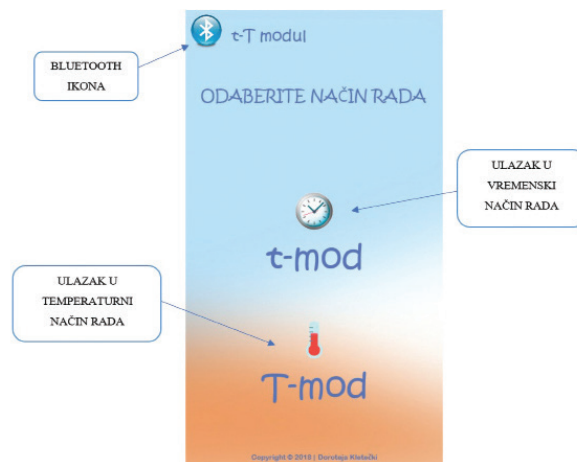 t-T modul
BLUETOOTH
IKONA
ODABERITE NAČIN RADA
ULAZAK U
VREMENSKI
NAČIN RADA
t-mod
ULAZAK U
TEMPERATURNI
NAČIN RADA
T-mod
Copyright © 2018 | Doroteja Kletečki